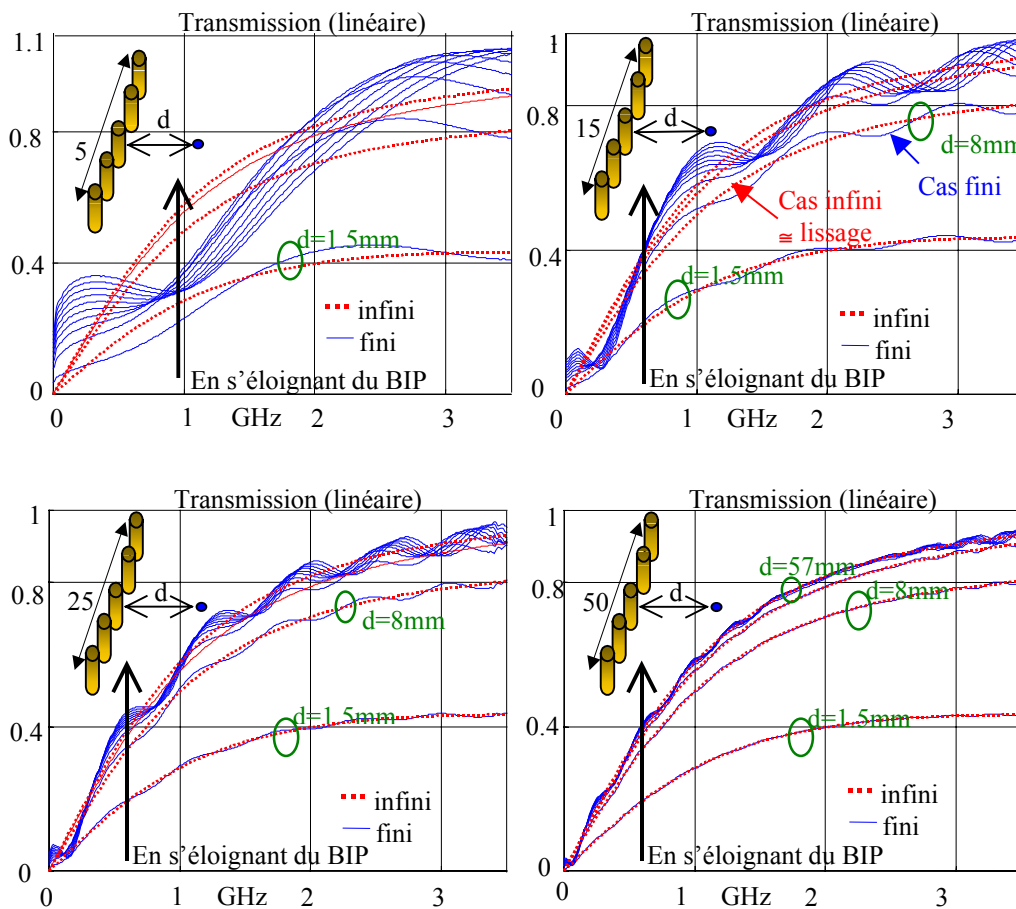 Transmission (linéaire)
1.1
0.8
0.4
0
5
d
d=1.5mm
infini
fini
En s'éloignant du BIP
0
1
2
3
GHz
Transmission (linéaire)
1
0.8
0.4
0
15
d
d=8mm
Cas fini
Cas infini
≅ lissage
d=1.5mm
infini
fini
En s'éloignant du BIP
0
1
2
3
GHz
Transmission (linéaire)
1
0.8
0.4
0
25
d
d=8mm
d=1.5mm
infini
fini
En s'éloignant du BIP
0
1
2
3
GHz
Transmission (linéaire)
1
0.8
0.4
0
50
d
d=57mm
d=8mm
d=1.5mm
infini
fini
En s'éloignant du BIP
0
1
2
3
GHz